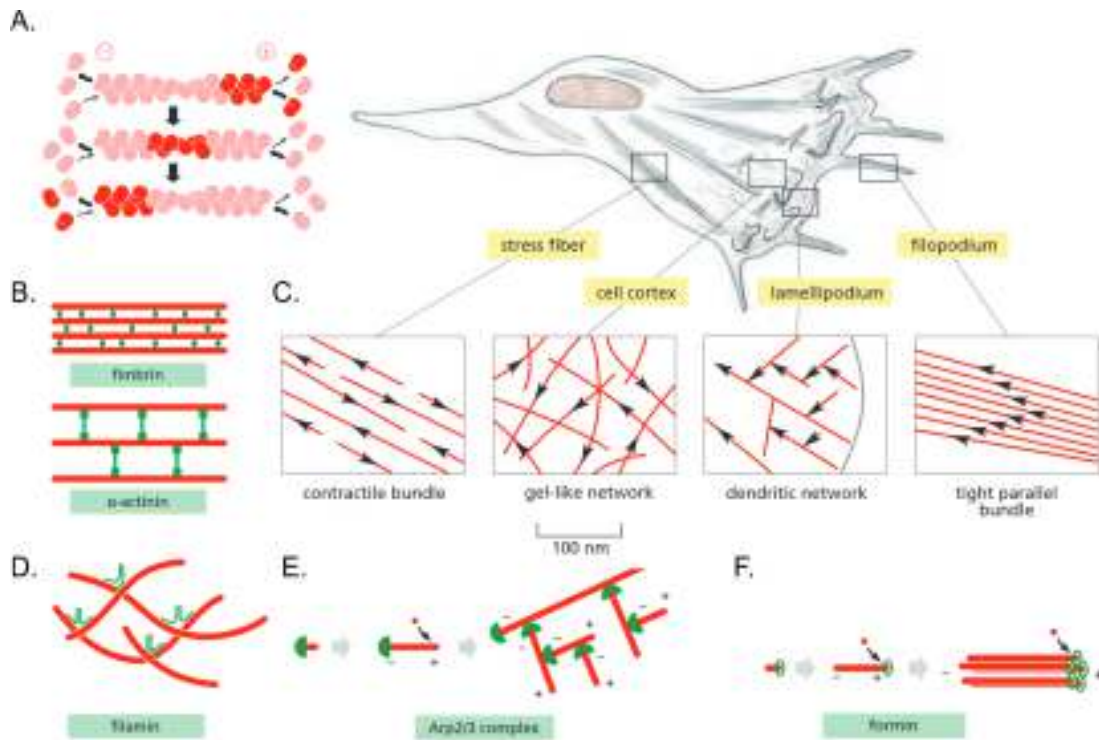 A.
− +
stress fiber
filopodium
cell cortex
lamellipodium
B.
C.
fimbrin
α-actinin
contractile bundle
gel-like network
dendritic network
tight parallel
bundle
100 nm
D.
E.
F.
− − + − + − + +
− +
−
filamin
Arp2/3 complex
formin